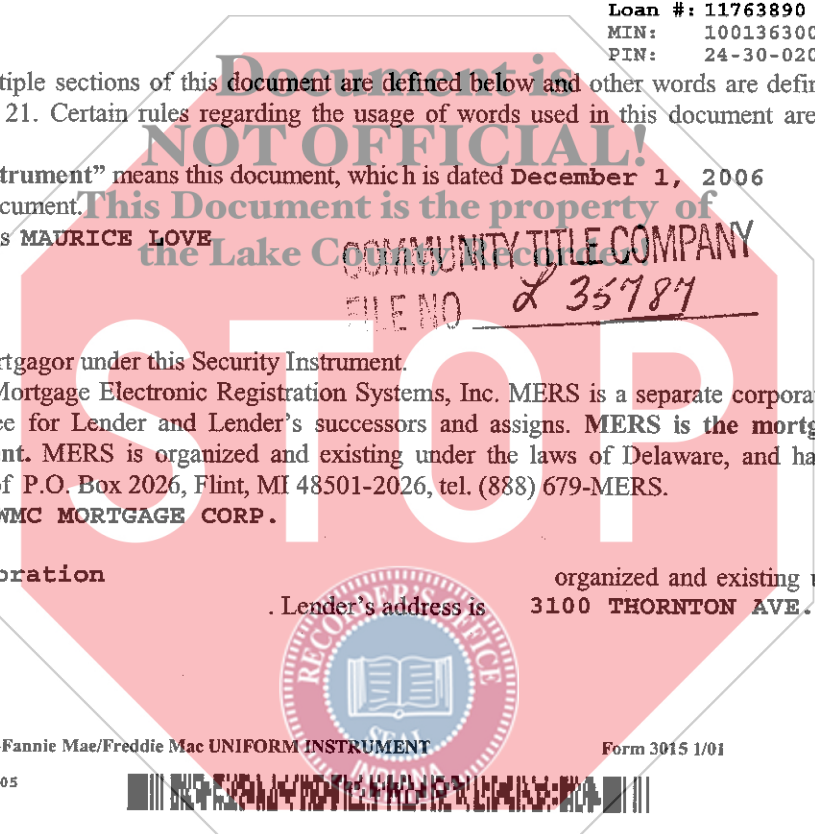 Loan #: 11763890
MIN: 100136300
PIN: 24-30-020
tiple sections of this document are defined below and other words are defin
Document is
21. Certain rules regarding the usage of words used in this document are
NOT OFFICIAL!
trument” means this document, which is dated December 1, 2006
cument.
This Document is the property of
s MAURICE LOVE
the Lake County Recorder!
COMMUNITY TITLE COMPANY
FILE NO L 35787
rtgagor under this Security Instrument.
Mortgage Electronic Registration Systems, Inc. MERS is a separate corpora
ee for Lender and Lender's successors and assigns. MERS is the mortg
nt. MERS is organized and existing under the laws of Delaware, and ha
of P.O. Box 2026, Flint, MI 48501-2026, tel. (888) 679-MERS.
STOP
WMC MORTGAGE CORP.
oration organized and existing u
. Lender's address is 3100 THORNTON AVE.
RECORDER'S OFFICE
SEAL
INDIANA
-Fannie Mae/Freddie Mac UNIFORM INSTRUMENT Form 3015 1/01
05